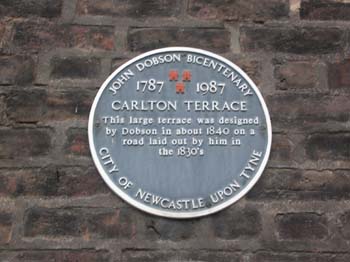 JOHN DOBSON BICENTENARY
1787 1987
CARLTON TERRACE
This large terrace was designed
by Dobson in about 1840 on a
road laid out by him in
the 1830's
CITY OF NEWCASTLE UPON TYNE